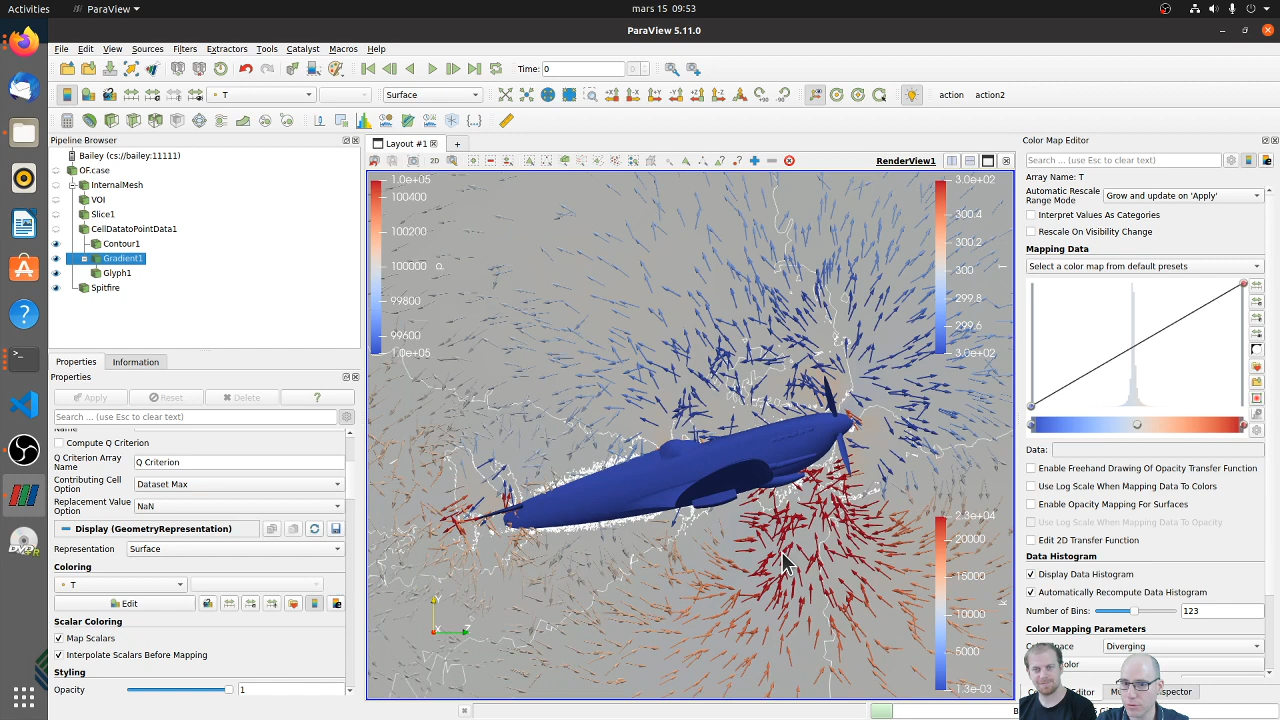 Activities
ParaView
mars 15 09:53
ParaView 5.11.0
File Edit View Sources Filters Extractors Tools Catalyst Macros Help
Time: 0
0
T
Surface
action
action2
Pipeline Browser
Bailey (cs://bailey:11111)
OF.case
InternalMesh
VOI
Slice1
CellDatatoPointData1
Contour1
Gradient1
Glyph1
Spitfire
Properties
Information
Properties
Apply
Reset
Delete
?
Search ... (use Esc to clear text)
Name
Compute Q Criterion
Q Criterion
Array Name
Q Criterion
Contributing Cell
Option
Dataset Max
Replacement Value
Option
NaN
Display (GeometryRepresentation)
Representation
Surface
Coloring
T
Edit
Scalar Coloring
Map Scalars
Interpolate Scalars Before Mapping
Styling
Opacity
1
Layout #1
+
2D
RenderView1
1.0e+05
100400
100200
100000
99800
99600
1.0e+05
p
3.0e+02
300.4
300.2
300
299.8
299.6
3.0e+02
T
2.3e+04
20000
15000
10000
5000
1.3e-03
k
Y
X
Z
Color Map Editor
Search ... (use Esc to clear text)
Array Name: T
Automatic Rescale
Range Mode
Grow and update on 'Apply'
Interpret Values As Categories
Rescale On Visibility Change
Mapping Data
Select a color map from default presets
Data:
Enable Freehand Drawing Of Opacity Transfer Function
Use Log Scale When Mapping Data To Colors
Enable Opacity Mapping For Surfaces
Use Log Scale When Mapping Data To Opacity
Edit 2D Transfer Function
Data Histogram
Display Data Histogram
Automatically Recompute Data Histogram
Number of Bins:
123
Color Mapping Parameters
Diverging